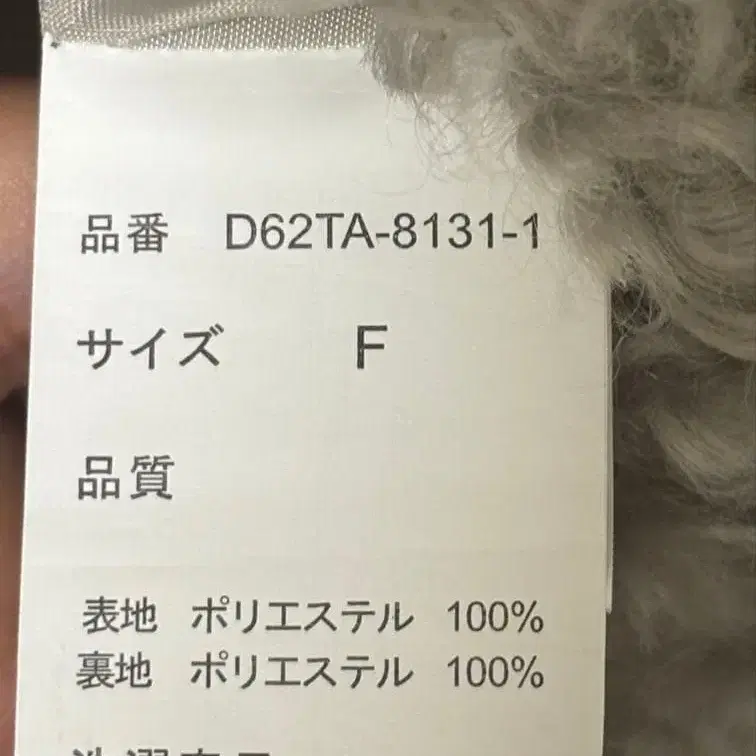 品番 D62TA-8131-1
サイズ F
品質
表地 ポリエステル 100%
裏地 ポリエステル 100%